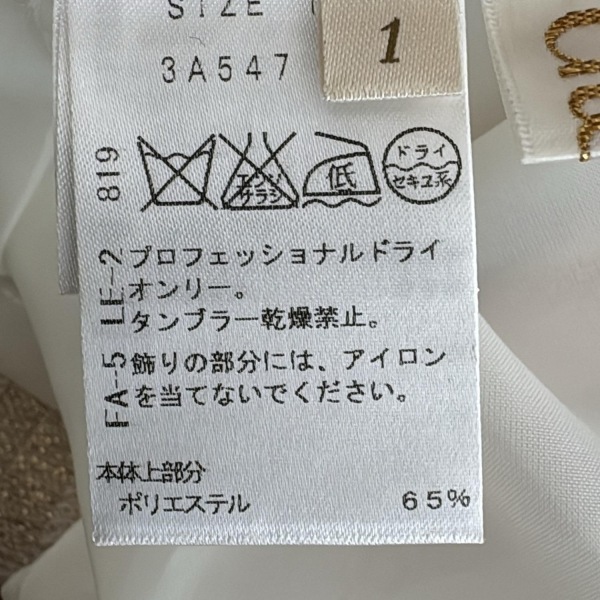 SIZE
1
3A547
819
エンソ
サラシ
低
ドライ
セキユ系
LE-2
プロフェッショナルドライ
オンリー。
タンブラー乾燥禁止。
FA-5
飾りの部分には、アイロン
を当てないでください。
本体上部分
ポリエステル 65%